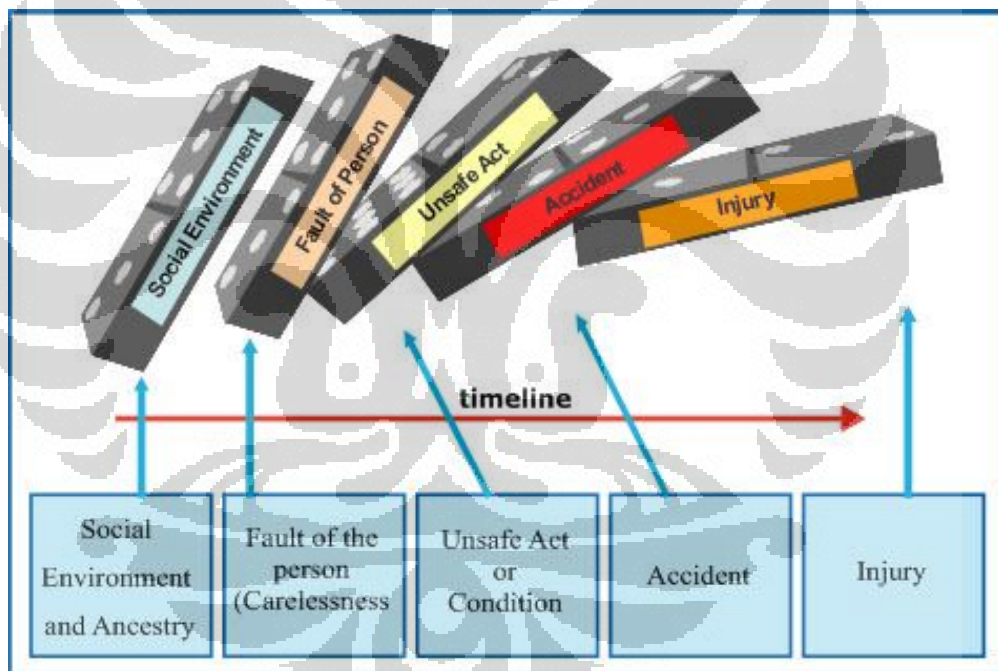 Social Environment
Fault of Person
Unsafe Act
Accident
Injury
timeline
Social
Environment
and Ancestry
Fault of the
person
(Carelessness
Unsafe Act
or
Condition
Accident
Injury